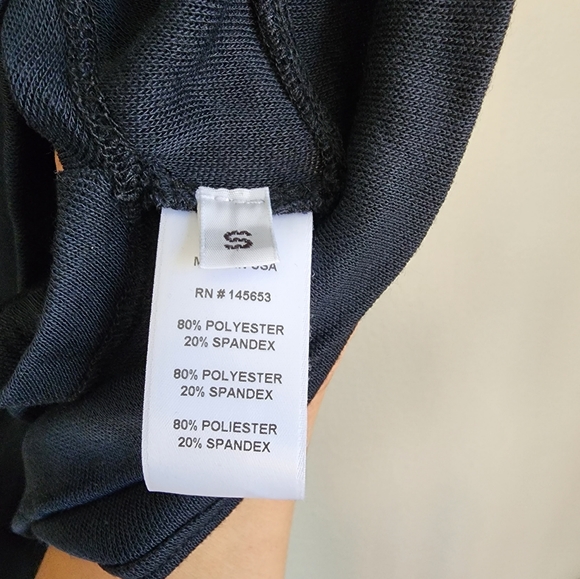 S
USA
RN # 145653
80% POLYESTER
20% SPANDEX
80% POLYESTER
20% SPANDEX
80% POLIESTER
20% SPANDEX